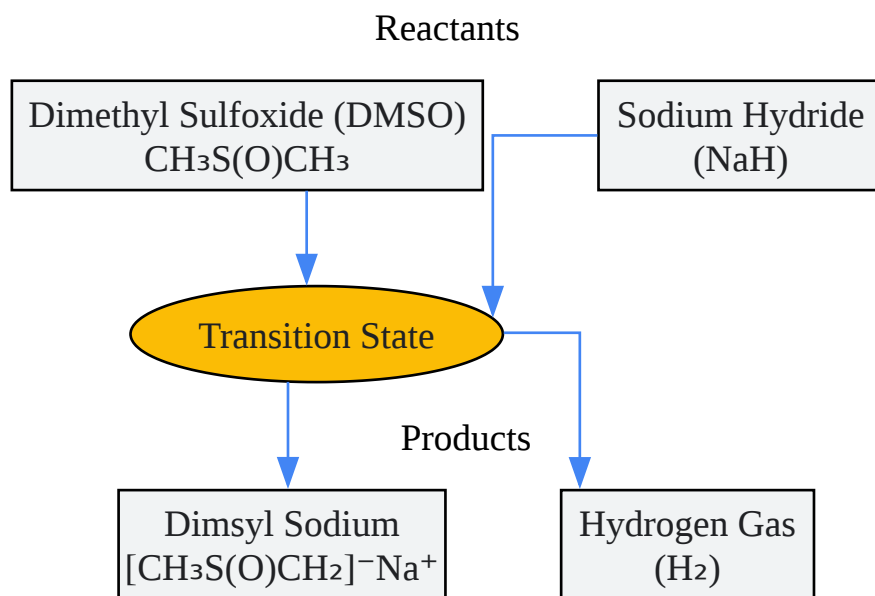 Reactants
Dimethyl Sulfoxide (DMSO)
CH₃S(O)CH₃
Sodium Hydride
(NaH)
Transition State
Products
Dimsyl Sodium
[CH₃S(O)CH₂]⁻Na⁺
Hydrogen Gas
(H₂)